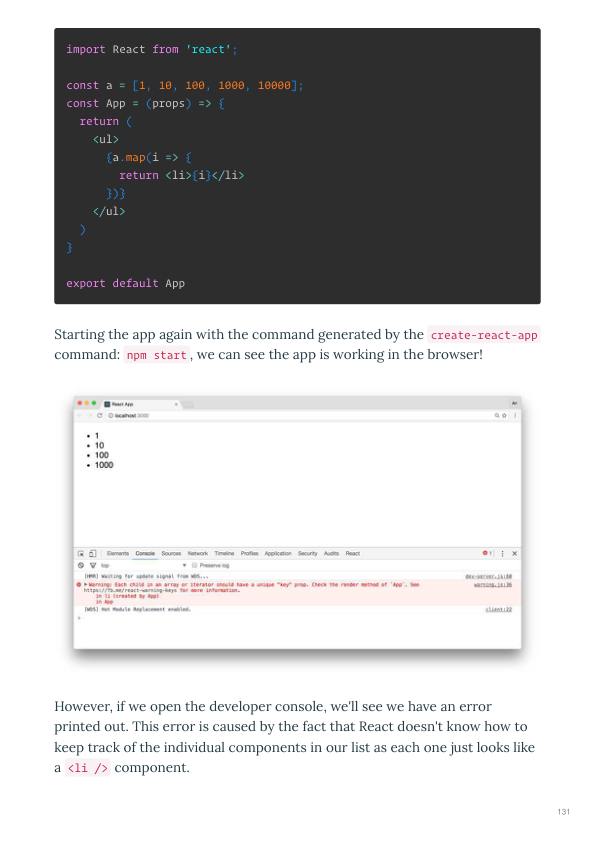 import React from 'react';
const a = [1, 10, 100, 1000, 10000];
const App = (props) => {
  return (
    <ul>
      {a.map(i => {
        return <li>{i}</li>
      })}
    </ul>
  )
}
export default App
Starting the app again with the command generated by the create-react-app
command: npm start, we can see the app is working in the browser!
React App
localhost:3000
• 1
• 10
• 100
• 1000
Elements Console Sources Network Timeline Profiles Application Security Audits React 1
top Preserve log
[HMR] Waiting for update signal from WDS... dev-server.js:60
Warning: Each child in an array or iterator should have a unique "key" prop. Check the render method of `App`. See warning.js:36
https://fb.me/react-warning-keys for more information.
in li (created by App)
in App
[WDS] Hot Module Replacement enabled. client:22
However, if we open the developer console, we'll see we have an error
printed out. This error is caused by the fact that React doesn't know how to
keep track of the individual components in our list as each one just looks like
a <li /> component.
131